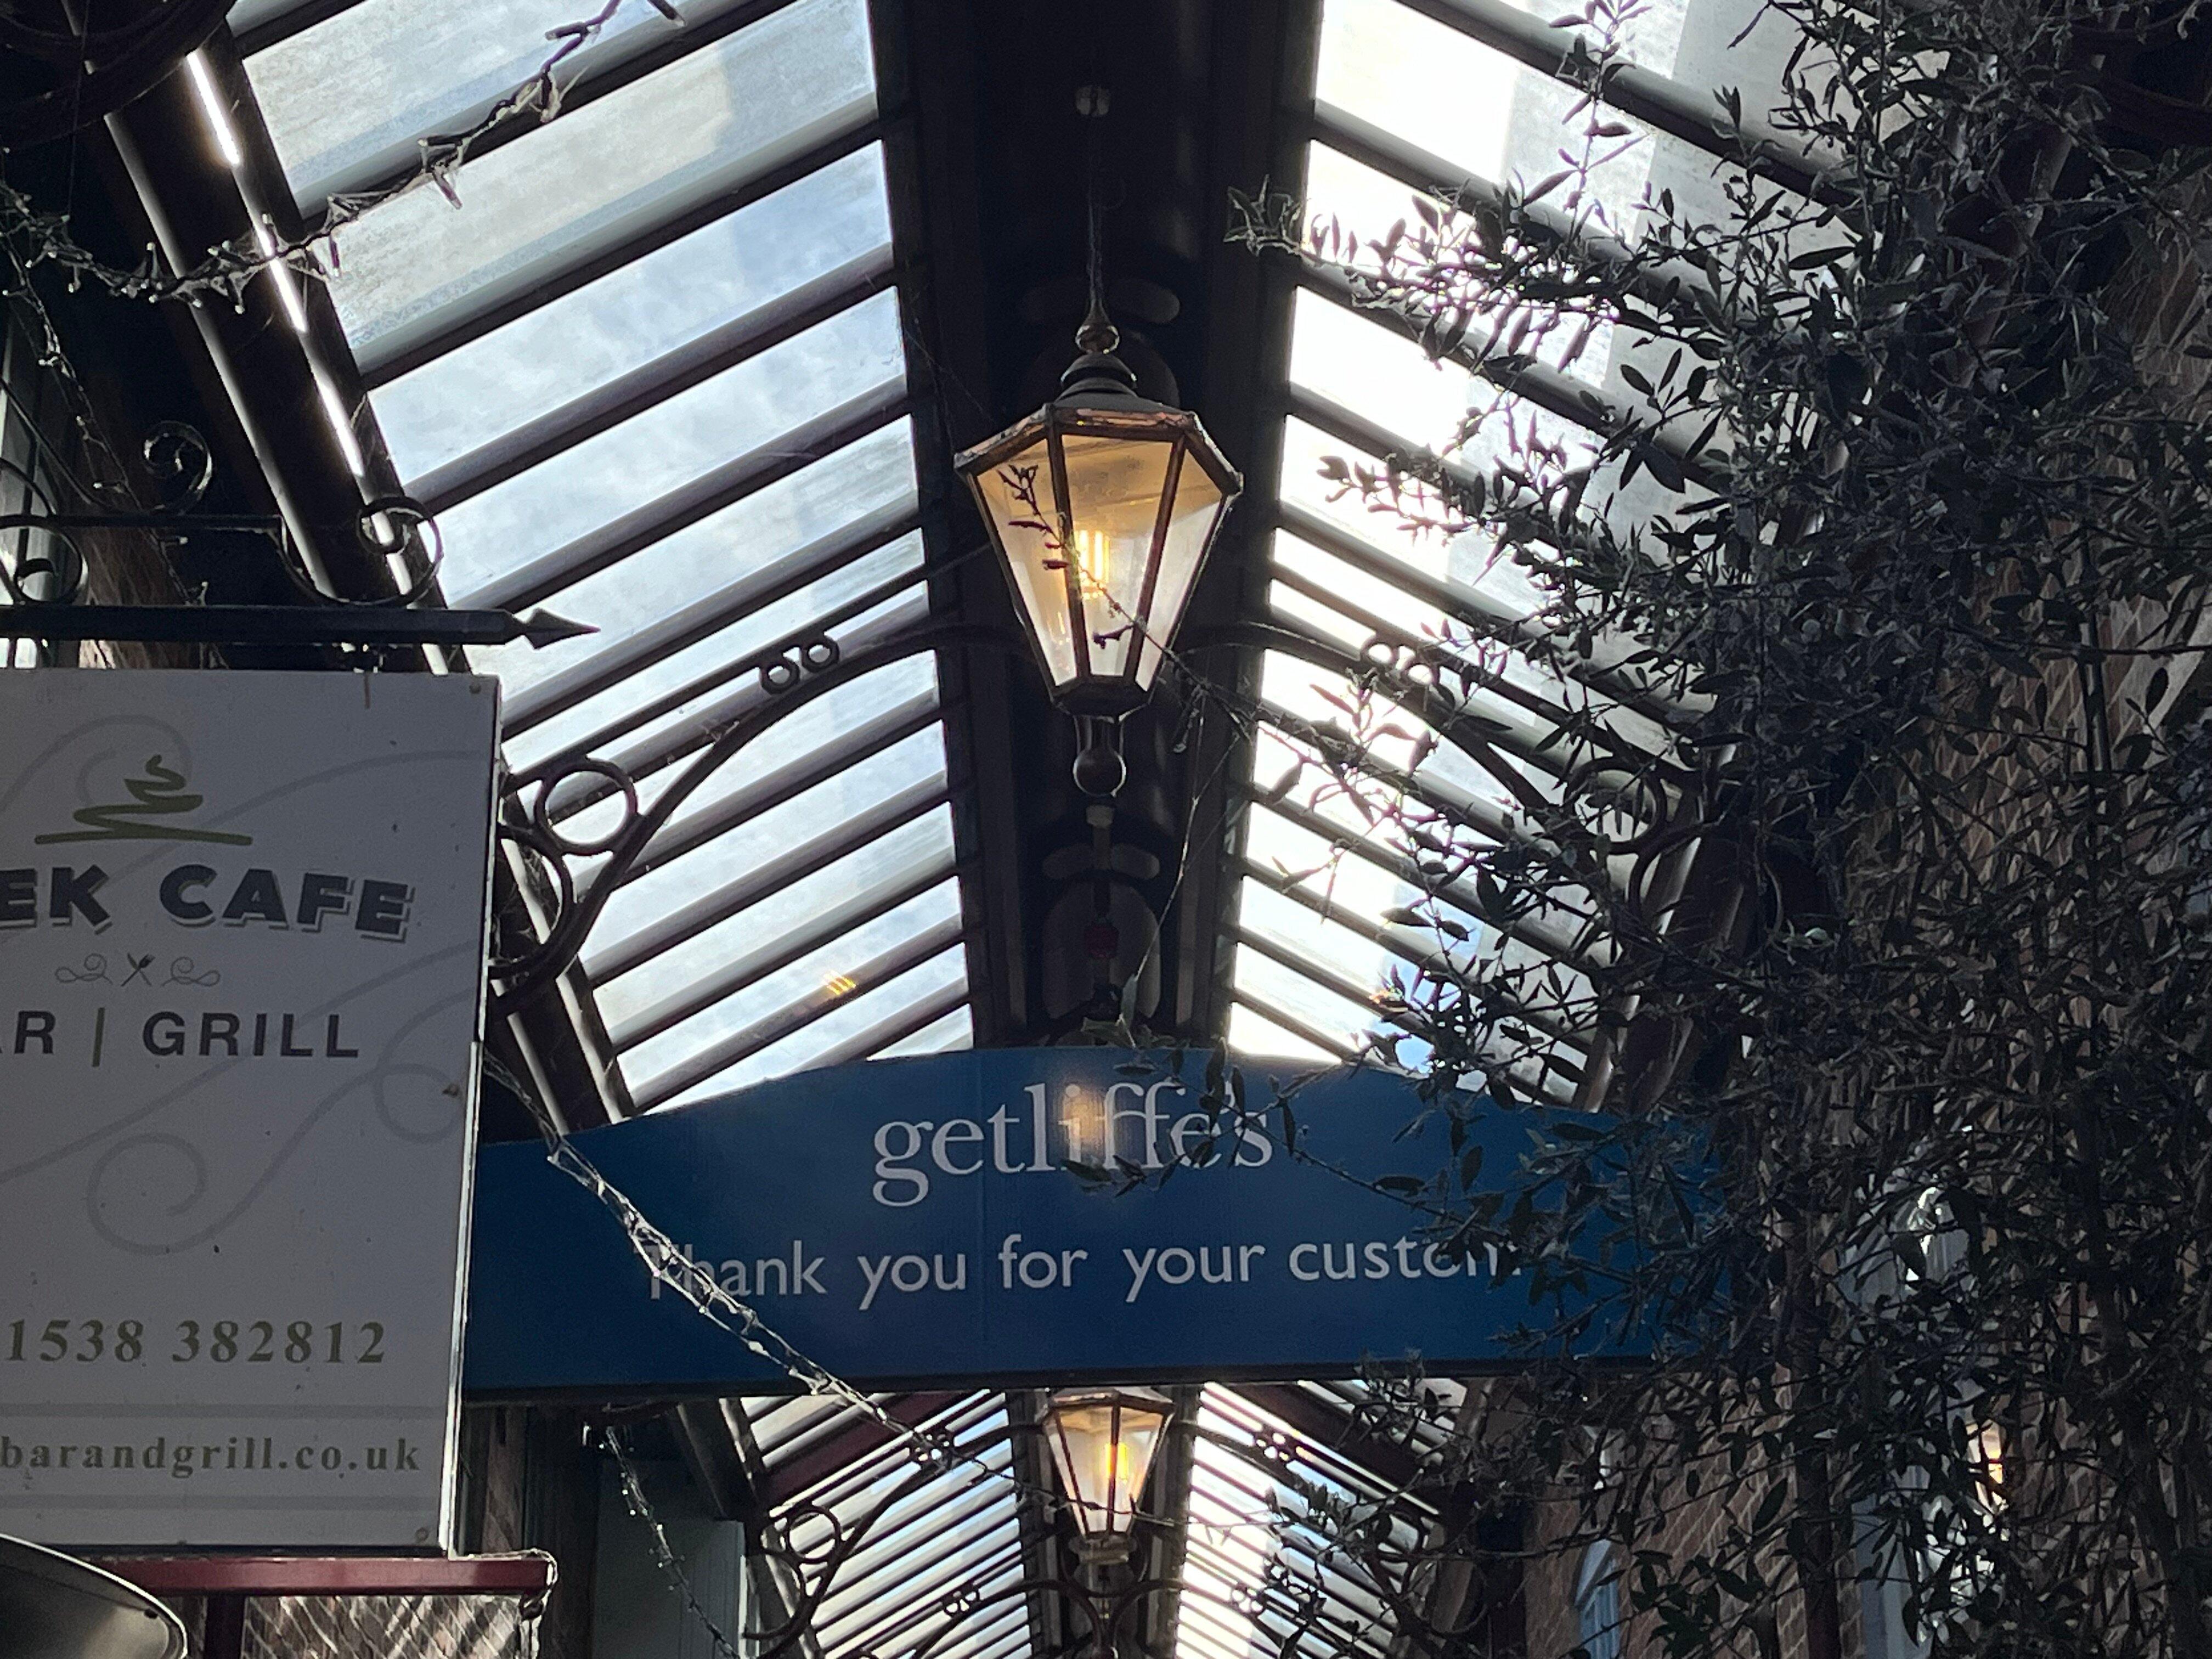 EK CAFE
AR | GRILL
1538 382812
barandgrill.co.uk
getliffe's
Thank you for your custom